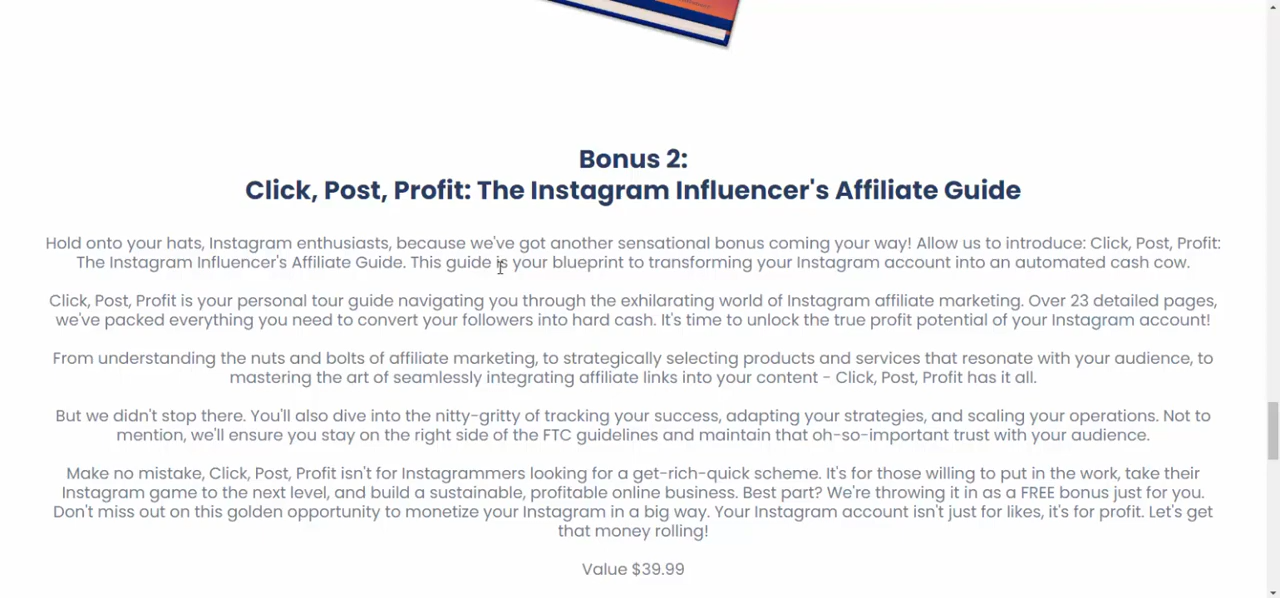 Bonus 2:
Click, Post, Profit: The Instagram Influencer's Affiliate Guide
Hold onto your hats, Instagram enthusiasts, because we've got another sensational bonus coming your way! Allow us to introduce: Click, Post, Profit:
The Instagram Influencer's Affiliate Guide. This guide is your blueprint to transforming your Instagram account into an automated cash cow.
Click, Post, Profit is your personal tour guide navigating you through the exhilarating world of Instagram affiliate marketing. Over 23 detailed pages,
we've packed everything you need to convert your followers into hard cash. It's time to unlock the true profit potential of your Instagram account!
From understanding the nuts and bolts of affiliate marketing, to strategically selecting products and services that resonate with your audience, to
mastering the art of seamlessly integrating affiliate links into your content - Click, Post, Profit has it all.
But we didn't stop there. You'll also dive into the nitty-gritty of tracking your success, adapting your strategies, and scaling your operations. Not to
mention, we'll ensure you stay on the right side of the FTC guidelines and maintain that oh-so-important trust with your audience.
Make no mistake, Click, Post, Profit isn't for Instagrammers looking for a get-rich-quick scheme. It's for those willing to put in the work, take their
Instagram game to the next level, and build a sustainable, profitable online business. Best part? We're throwing it in as a FREE bonus just for you.
Don't miss out on this golden opportunity to monetize your Instagram in a big way. Your Instagram account isn't just for likes, it's for profit. Let's get
that money rolling!
Value $39.99